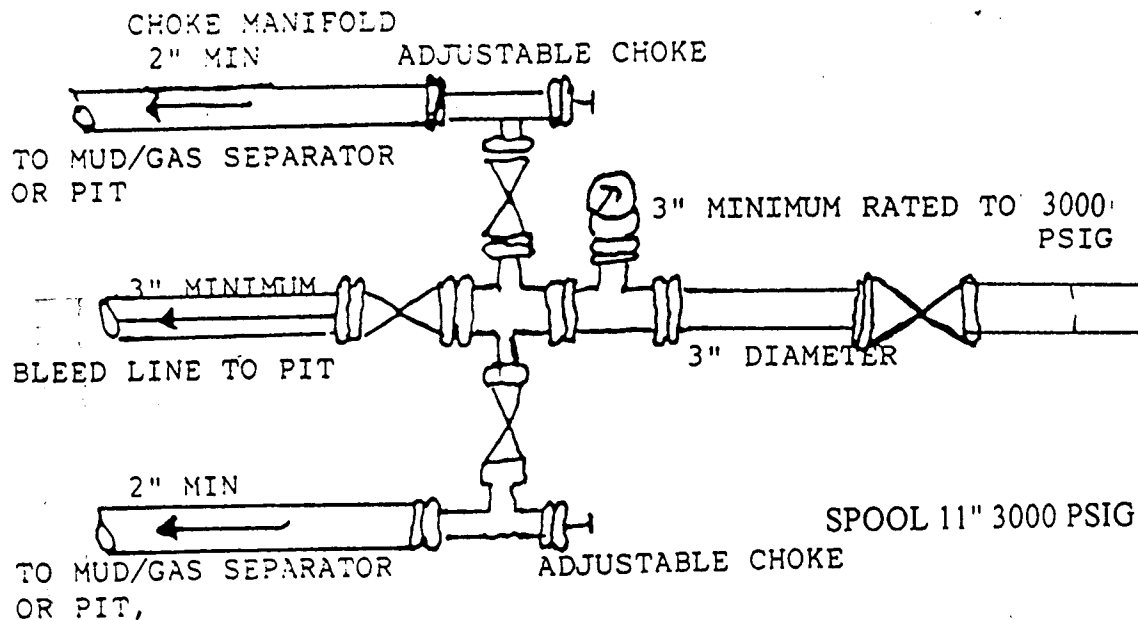 CHOKE MANIFOLD
2" MIN
ADJUSTABLE CHOKE
TO MUD/GAS SEPARATOR
OR PIT
3" MINIMUM RATED TO 3000
PSIG
3" MINIMUM
BLEED LINE TO PIT
3" DIAMETER
2" MIN
SPOOL 11" 3000 PSIG
TO MUD/GAS SEPARATOR
OR PIT,
ADJUSTABLE CHOKE